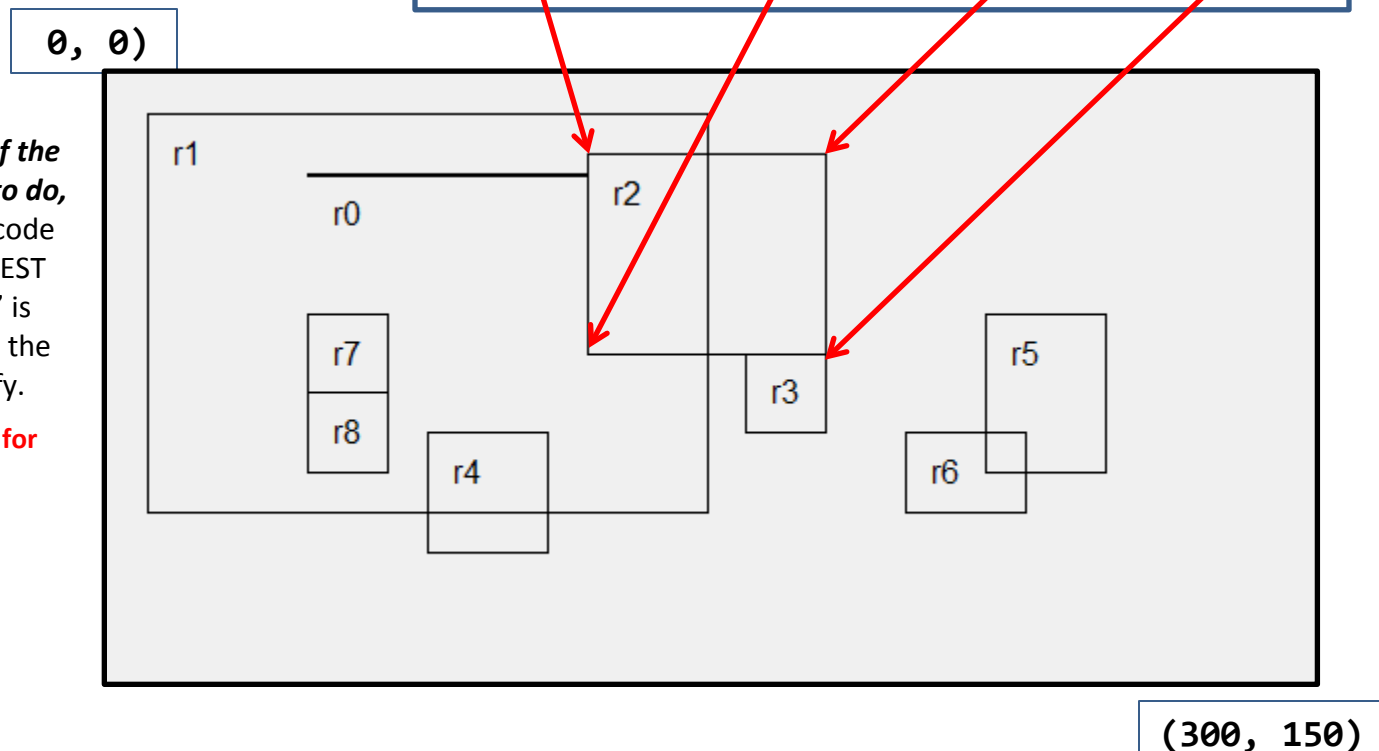 0, 0)
f the
to do,
code
EST
is
the
fy.
for
r1
r0
r2
r7
r8
r4
r3
r5
r6
(300, 150)